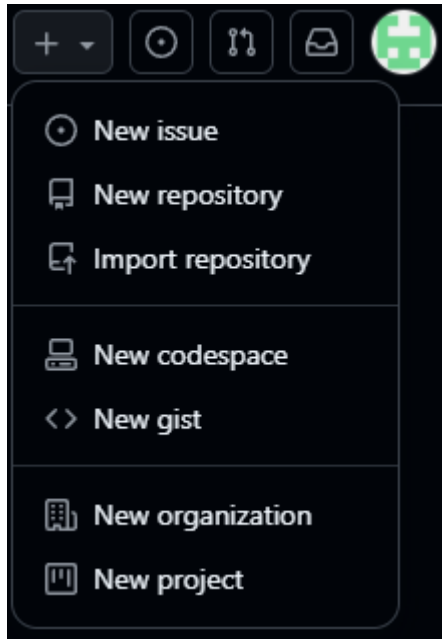 New issue
New repository
Import repository
New codespace
New gist
New organization
New project